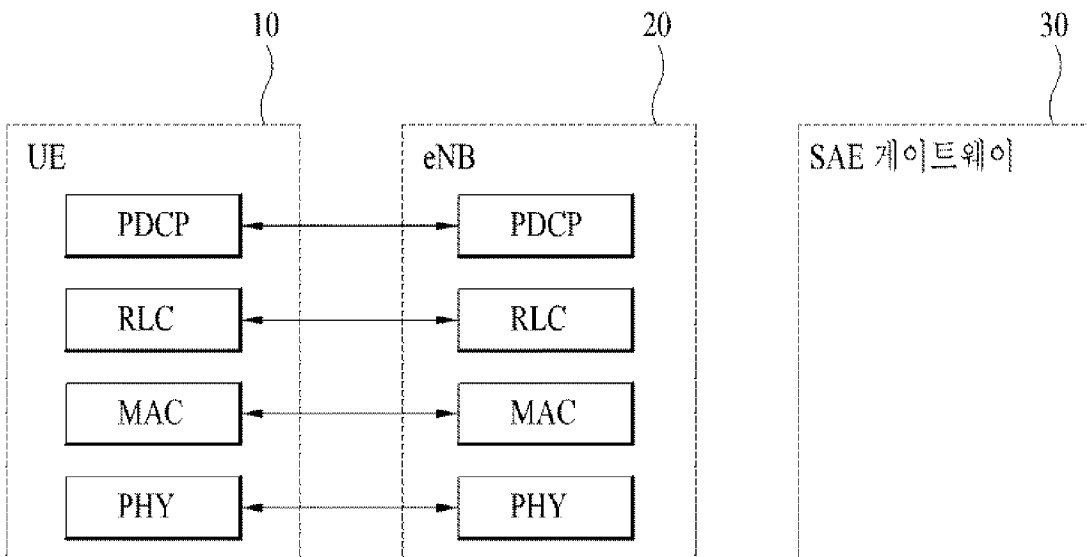 10 20 30
UE eNB SAE 게이트웨이
PDCP PDCP
RLC RLC
MAC MAC
PHY PHY